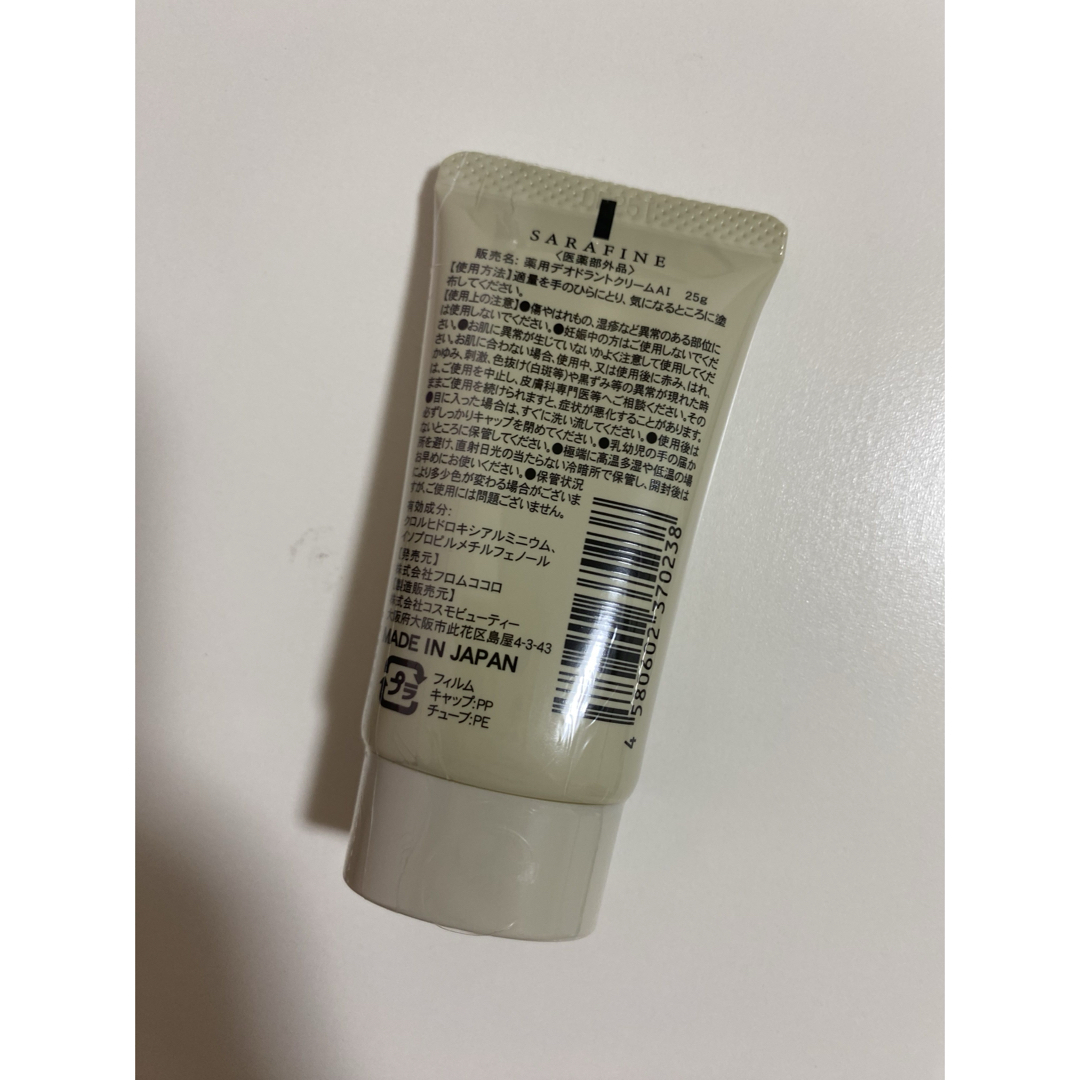 SARAFINE
〈医薬部外品〉
販売名: 薬用デオドラントクリームAI 25g
【使用方法】適量を手のひらにとり、気になるところに塗
布してください。
【使用上の注意】●傷やはれもの、湿疹など異常のある部位に
は使用しないでください。●妊娠中の方はご使用しないでくだ
さい。●お肌に異常が生じていないかよく注意して使用してくだ
さい。お肌に合わない場合、使用中、又は使用後に赤み、はれ、
かゆみ、刺激、色抜け(白斑等)や黒ずみ等の異常が現れた時
は、ご使用を中止し、皮膚科専門医等へご相談ください。その
ままご使用を続けられますと、症状が悪化することがあります。
●目に入った場合は、すぐに洗い流してください。●使用後は
必ずしっかりキャップを閉めてください。●乳幼児の手の届か
ないところに保管してください。●極端に高温多湿や低温の場
所を避け、直射日光の当たらない冷暗所で保管し、開封後は
お早めにお使いください。●保管状況
により多少色が変わる場合がございま
すが、ご使用には問題ございません。
有効成分:
クロルヒドロキシアルミニウム、
イソプロピルメチルフェノール
【発売元】
株式会社フロムココロ
【製造販売元】
株式会社コスモビューティー
大阪府大阪市此花区島屋4-3-43
MADE IN JAPAN
プラ
フィルム
キャップ:PP
チューブ:PE
4 580602 370238